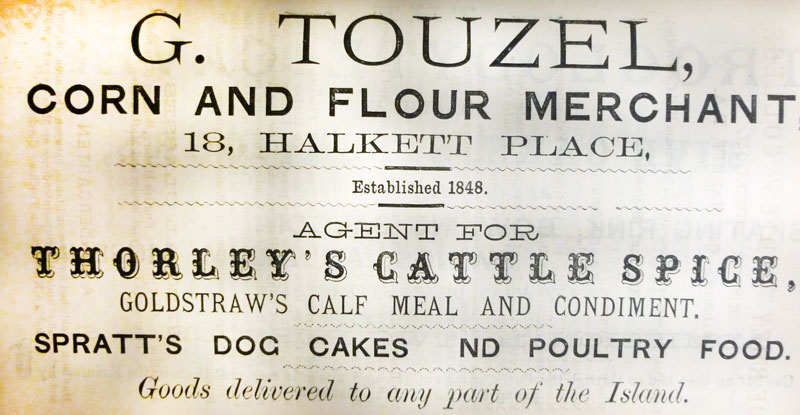 G. TOUZEL,
CORN AND FLOUR MERCHANT,
18, HALKETT PLACE,
Established 1848.
AGENT FOR
THORLEY'S CATTLE SPICE,
GOLDSTRAW'S CALF MEAL AND CONDIMENT.
SPRATT'S DOG CAKES ND POULTRY FOOD.
Goods delivered to any part of the Island.